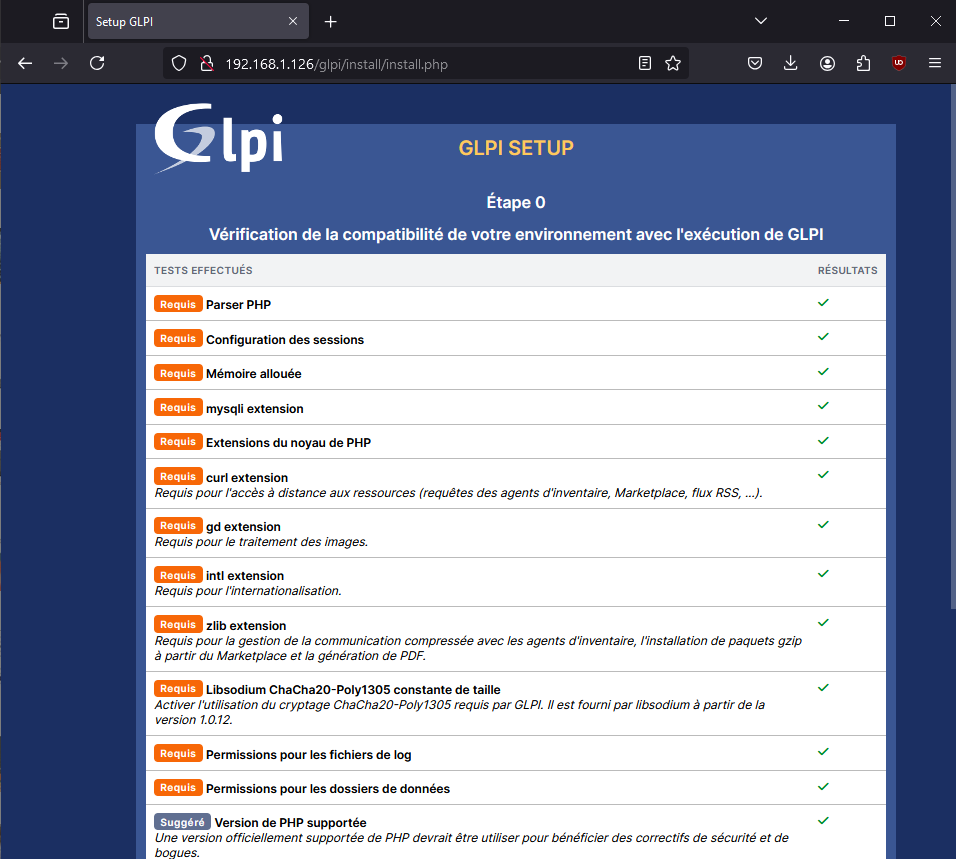 Setup GLPI
192.168.1.126/glpi/install/install.php
Glpi
GLPI SETUP
Étape 0
Vérification de la compatibilité de votre environnement avec l'exécution de GLPI
TESTS EFFECTUÉS RÉSULTATS
Requis Parser PHP
Requis Configuration des sessions
Requis Mémoire allouée
Requis mysqli extension
Requis Extensions du noyau de PHP
Requis curl extension
Requis pour l'accès à distance aux ressources (requêtes des agents d'inventaire, Marketplace, flux RSS, ...).
Requis gd extension
Requis pour le traitement des images.
Requis intl extension
Requis pour l'internationalisation.
Requis zlib extension
Requis pour la gestion de la communication compressée avec les agents d'inventaire, l'installation de paquets gzip
à partir du Marketplace et la génération de PDF.
Requis Libsodium ChaCha20-Poly1305 constante de taille
Activer l'utilisation du cryptage ChaCha20-Poly1305 requis par GLPI. Il est fourni par libsodium à partir de la
version 1.0.12.
Requis Permissions pour les fichiers de log
Requis Permissions pour les dossiers de données
Suggéré Version de PHP supportée
Une version officiellement supportée de PHP devrait être utiliser pour bénéficier des correctifs de sécurité et de
bogues.